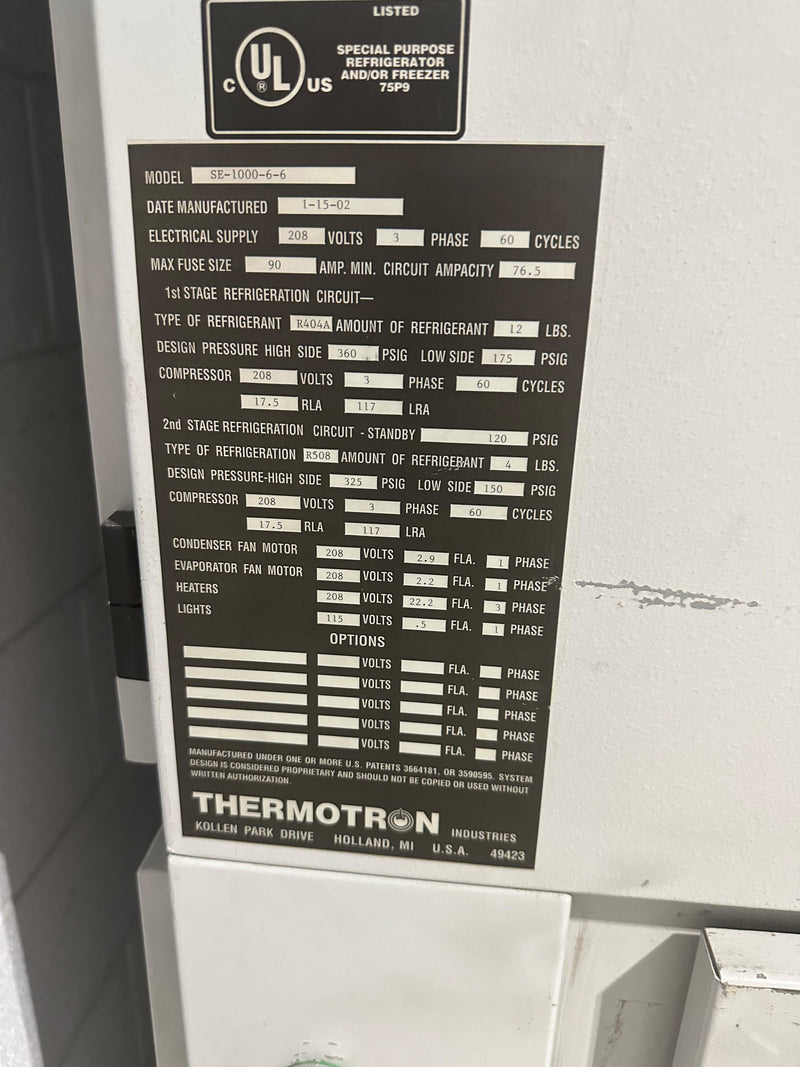 LISTED
C UL ® US
SPECIAL PURPOSE
REFRIGERATOR
AND/OR FREEZER
75P9
MODEL SE-1000-6-6
DATE MANUFACTURED 1-15-02
ELECTRICAL SUPPLY 208 VOLTS 3 PHASE 60 CYCLES
MAX FUSE SIZE 90 AMP. MIN. CIRCUIT AMPACITY 76.5
1st STAGE REFRIGERATION CIRCUIT—
TYPE OF REFRIGERANT R404A AMOUNT OF REFRIGERANT 12 LBS.
DESIGN PRESSURE HIGH SIDE 360 PSIG LOW SIDE 175 PSIG
COMPRESSOR 208 VOLTS 3 PHASE 60 CYCLES
17.5 RLA 117 LRA
2nd STAGE REFRIGERATION CIRCUIT - STANDBY 120 PSIG
TYPE OF REFRIGERATION R508 AMOUNT OF REFRIGERANT 4 LBS.
DESIGN PRESSURE-HIGH SIDE 325 PSIG LOW SIDE 150 PSIG
COMPRESSOR 208 VOLTS 3 PHASE 60 CYCLES
17.5 RLA 117 LRA
CONDENSER FAN MOTOR 208 VOLTS 2.9 FLA. 1 PHASE
EVAPORATOR FAN MOTOR 208 VOLTS 2.2 FLA. 1 PHASE
HEATERS 208 VOLTS 22.2 FLA. 3 PHASE
LIGHTS 115 VOLTS .5 FLA. 1 PHASE
OPTIONS
VOLTS FLA. PHASE
VOLTS FLA. PHASE
VOLTS FLA. PHASE
VOLTS FLA. PHASE
VOLTS FLA. PHASE
MANUFACTURED UNDER ONE OR MORE U.S. PATENTS 3664181, OR 3590595. SYSTEM
DESIGN IS CONSIDERED PROPRIETARY AND SHOULD NOT BE COPIED OR USED WITHOUT
WRITTEN AUTHORIZATION.
THERMOTRON INDUSTRIES
KOLLEN PARK DRIVE HOLLAND, MI U.S.A. 49423